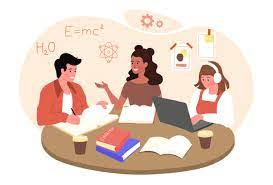 E=mc²
H₂O